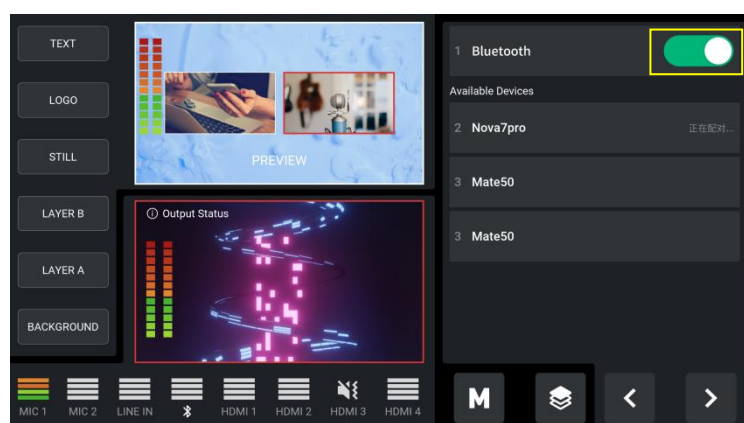 TEXT
LOGO
STILL
LAYER B
LAYER A
BACKGROUND
PREVIEW
Output Status
MIC 1
MIC 2
LINE IN
HDMI 1
HDMI 2
HDMI 3
HDMI 4
1 Bluetooth
Available Devices
2 Nova7pro 正在配对...
3 Mate50
3 Mate50
M